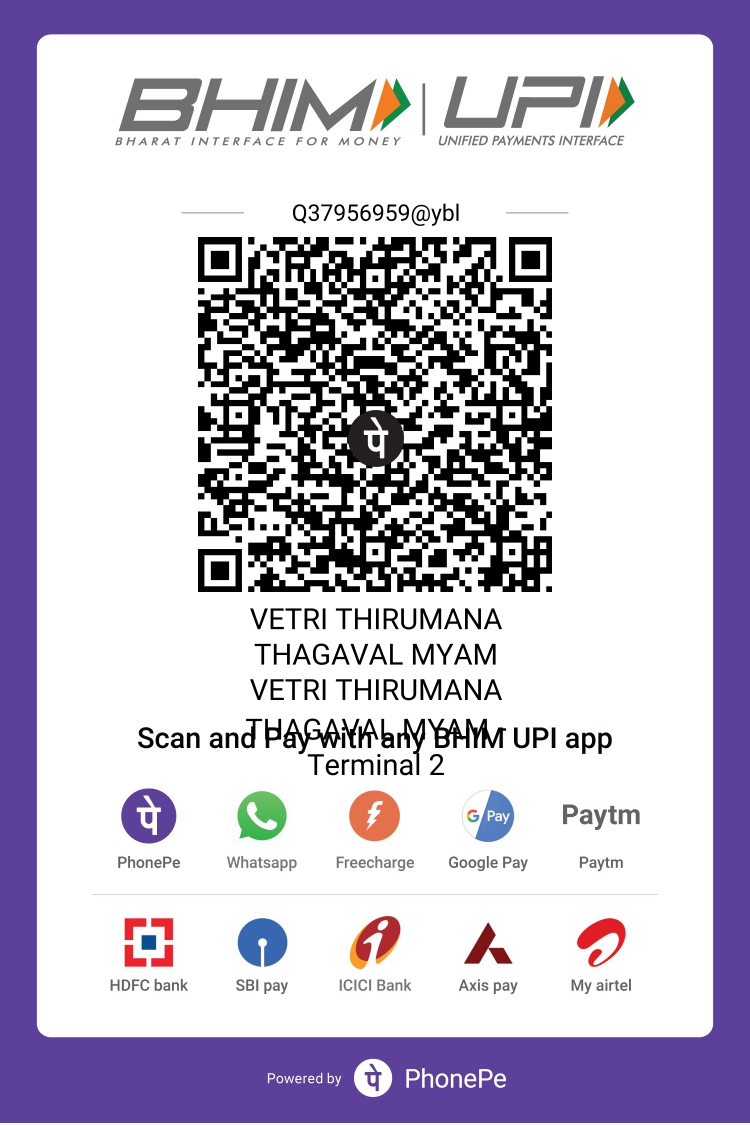 BHIM
BHARAT INTERFACE FOR MONEY
UPI
UNIFIED PAYMENTS INTERFACE
Q37956959@ybl
पे
VETRI THIRUMANA
THAGAVAL MYAM
VETRI THIRUMANA
THAGAVAL MYAM -
Scan and Pay with any BHIM UPI app
Terminal 2
पे
G Pay
Paytm
PhonePe
Whatsapp
Freecharge
Google Pay
Paytm
HDFC bank
SBI pay
ICICI Bank
Axis pay
My airtel
Powered by पे PhonePe